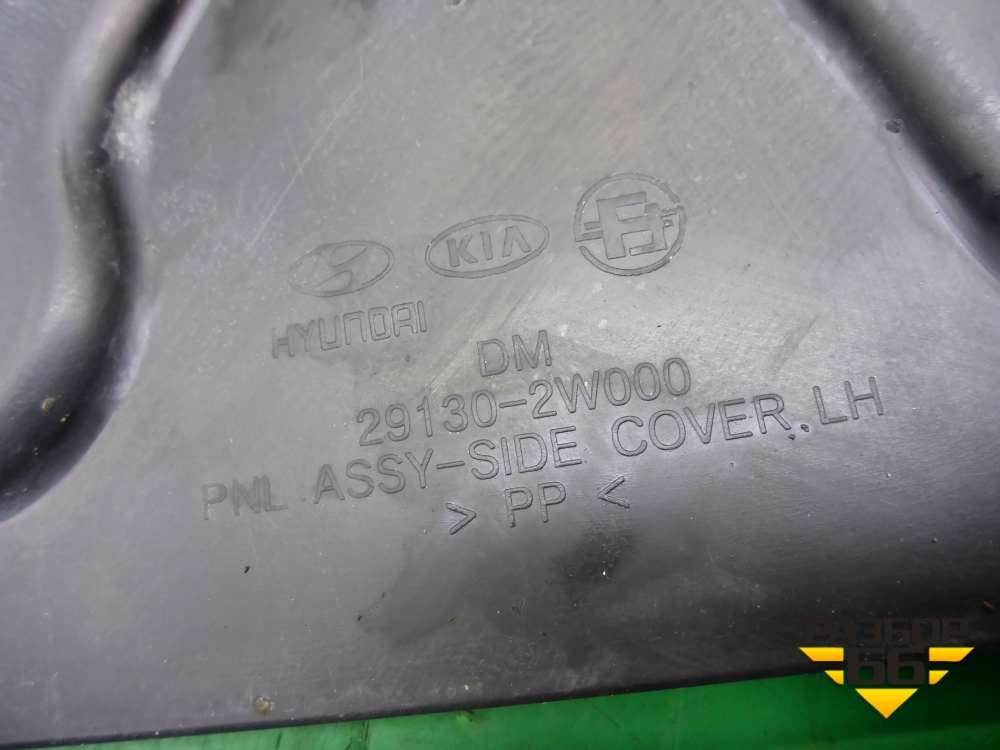 KIA
HYUNDAI
DM
29130-2W000
PNL ASSY-SIDE COVER, LH
> PP <
РАЗБОР
66